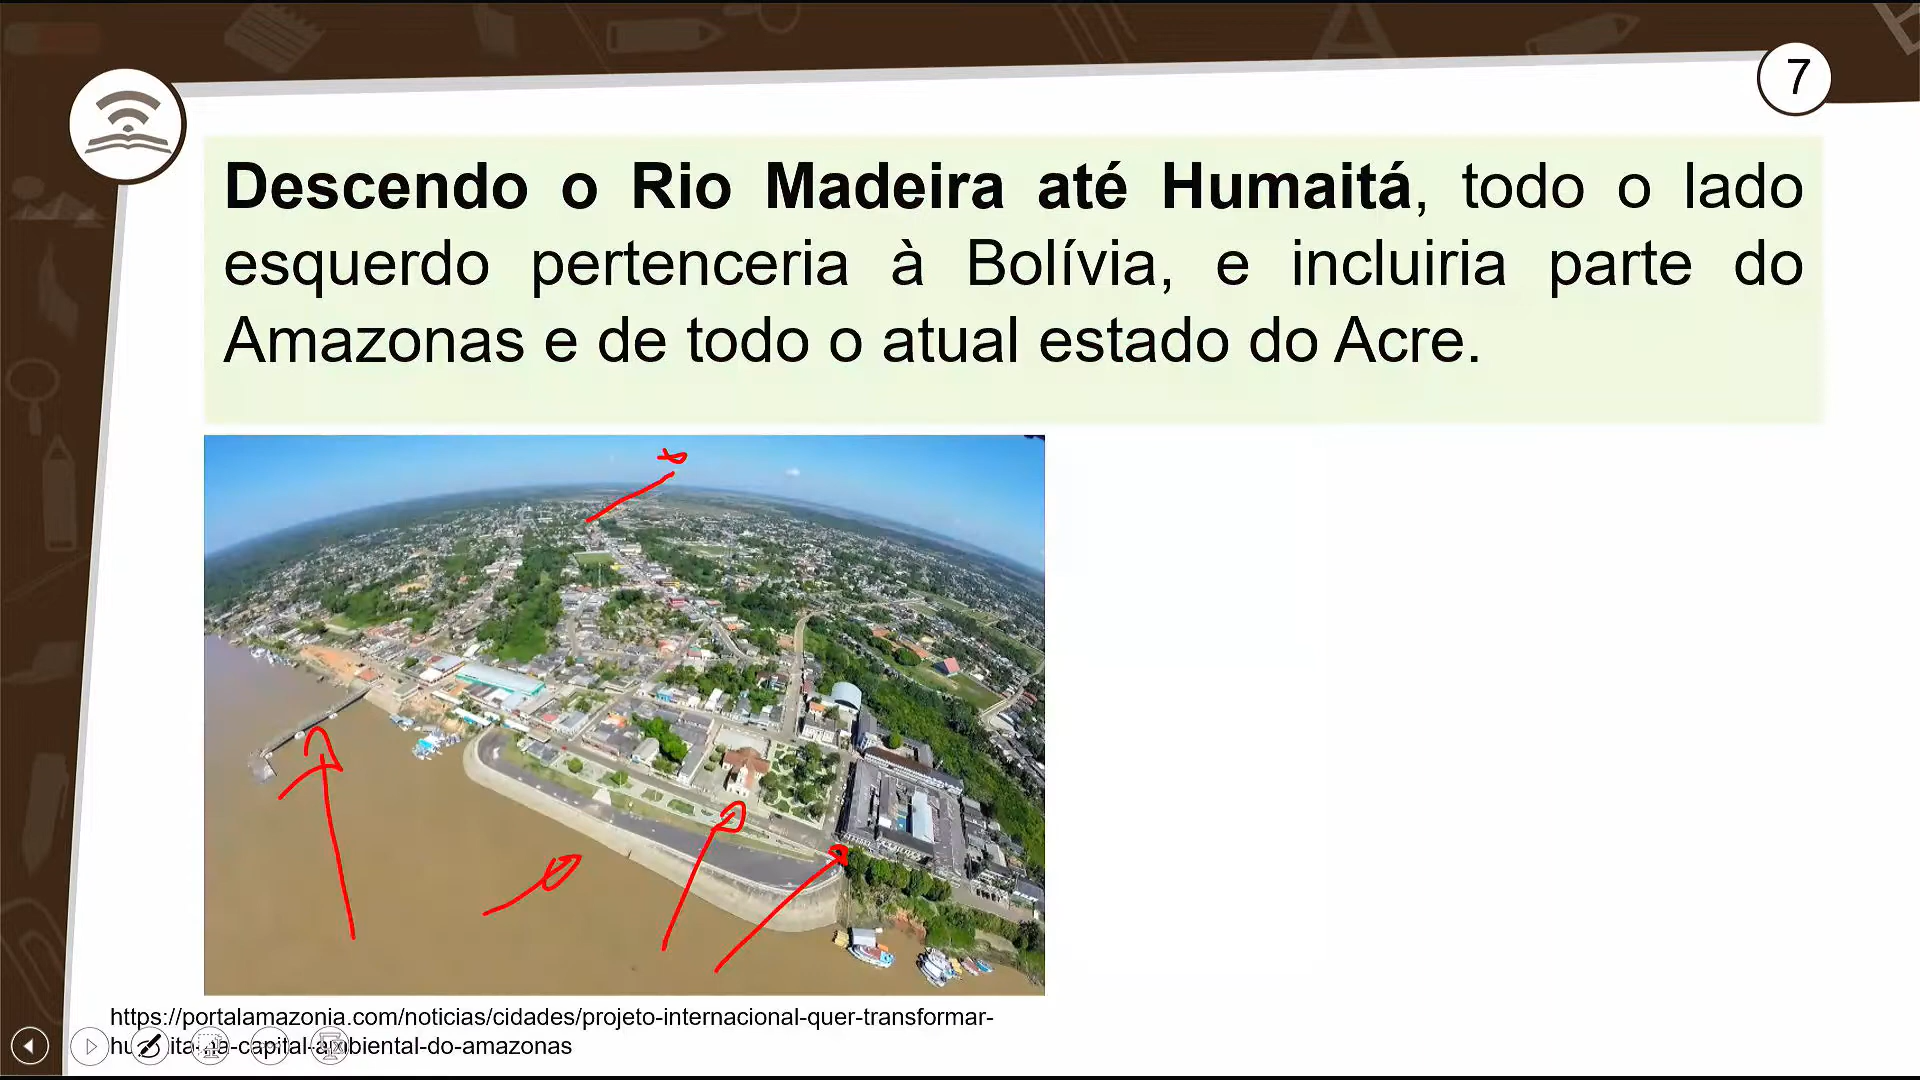 7
Descendo o Rio Madeira até Humaitá, todo o lado
esquerdo pertenceria à Bolívia, e incluiria parte do
Amazonas e de todo o atual estado do Acre.
https://portalamazonia.com/noticias/cidades/projeto-internacional-quer-transformar-
capital-ambiental-do-amazonas